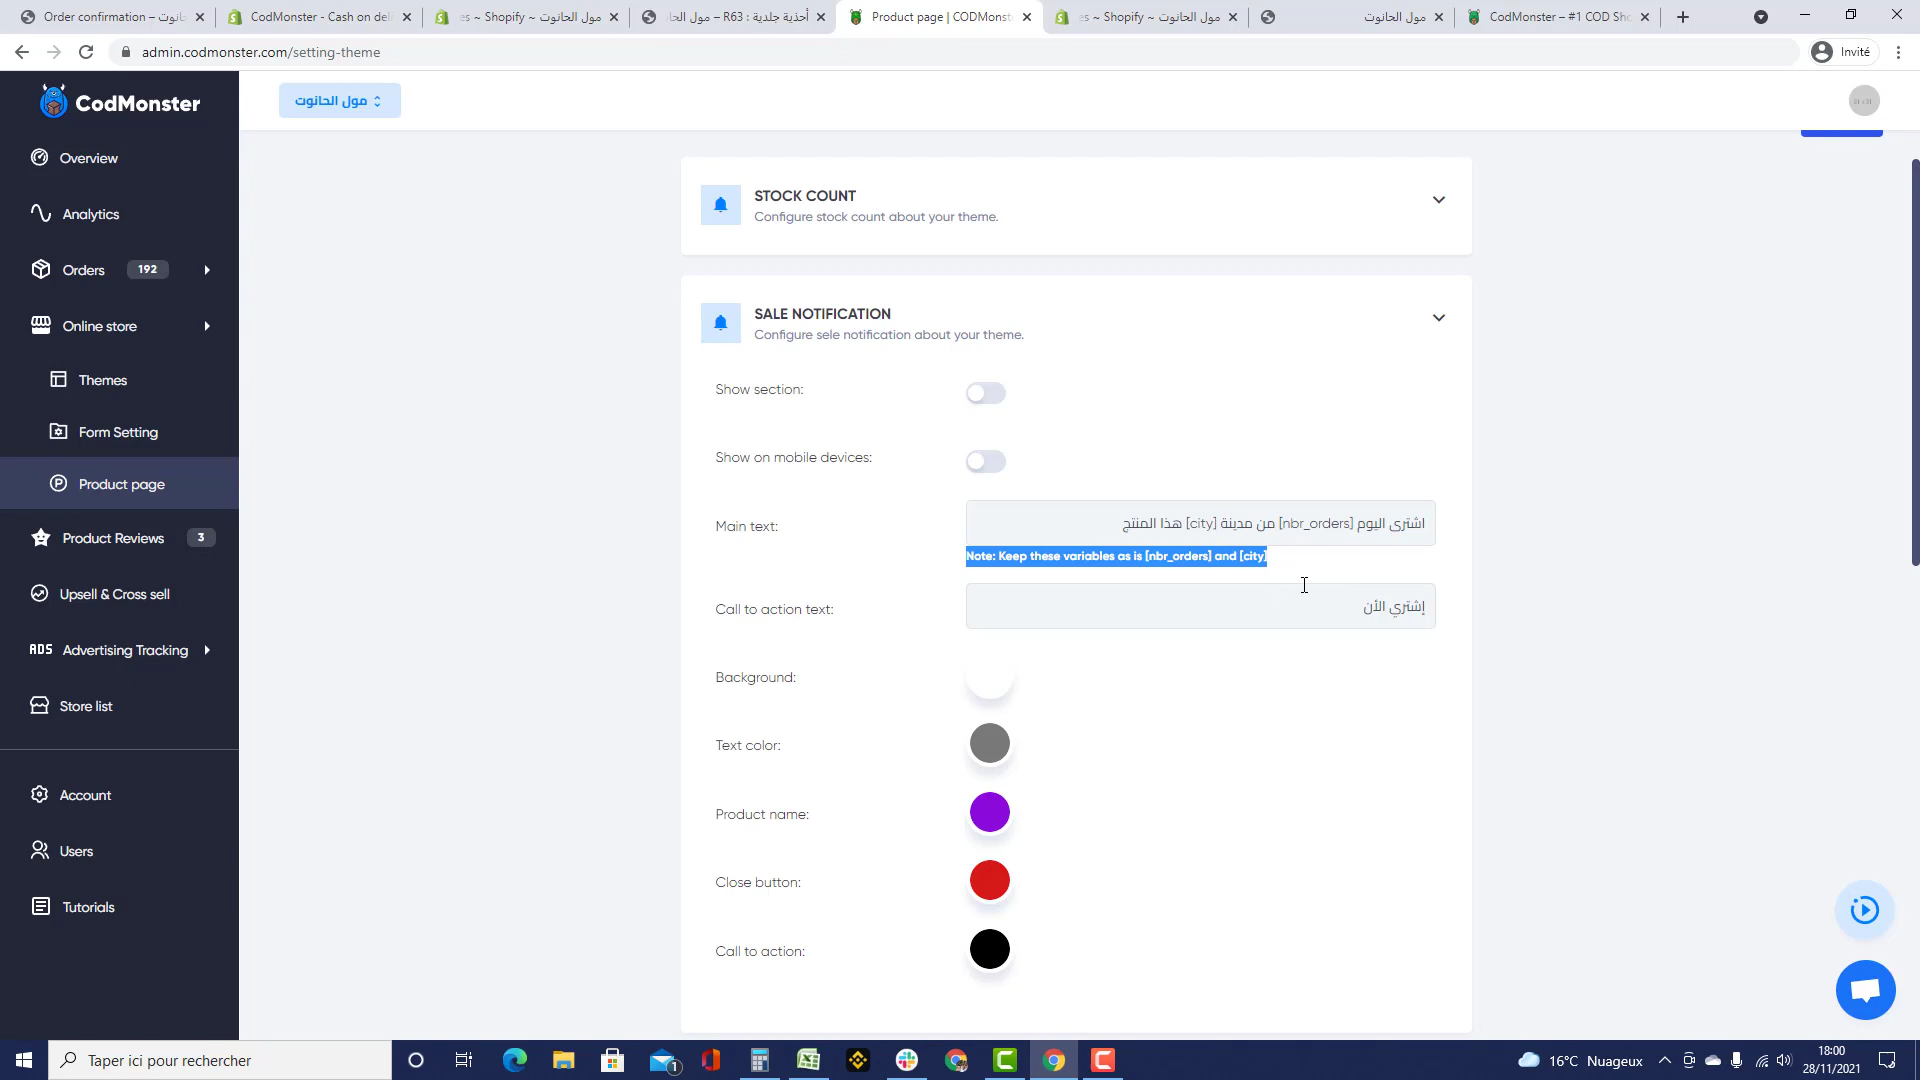 Order confirmation – مول الحانوت
CodMonster - Cash on deli
es ~ Shopify ~ مول الحانوت
أحذية جلدية : R63 – مول الحا
Product page | CODMonst
es ~ Shopify ~ مول الحانوت
مول الحانوت
CodMonster – #1 COD Sho
admin.codmonster.com/setting-theme
Invité
CodMonster
مول الحانوت
Overview
Analytics
Orders 192
Online store
Themes
Form Setting
Product page
Product Reviews 3
Upsell & Cross sell
ADS Advertising Tracking
Store list
Account
Users
Tutorials
STOCK COUNT
Configure stock count about your theme.
SALE NOTIFICATION
Configure sele notification about your theme.
Show section:
Show on mobile devices:
Main text:
اشترى اليوم [nbr_orders] من مدينة [city] هذا المنتج
Note: Keep these variables as is [nbr_orders] and [city]
Call to action text:
إشتري الأن
Background:
Text color:
Product name:
Close button:
Call to action:
Taper ici pour rechercher
1
16°C Nuageux
18:00
28/11/2021